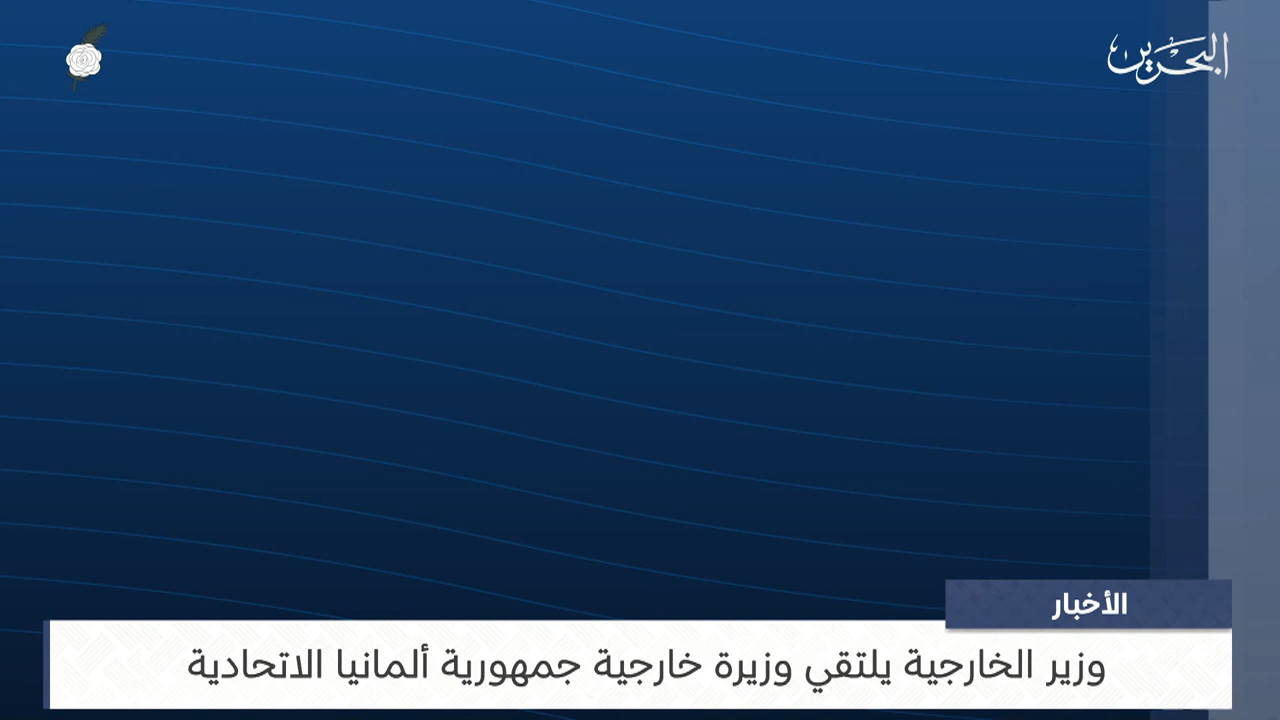 البحرين
الأخبار
وزير الخارجية يلتقي وزيرة خارجية جمهورية ألمانيا الاتحادية